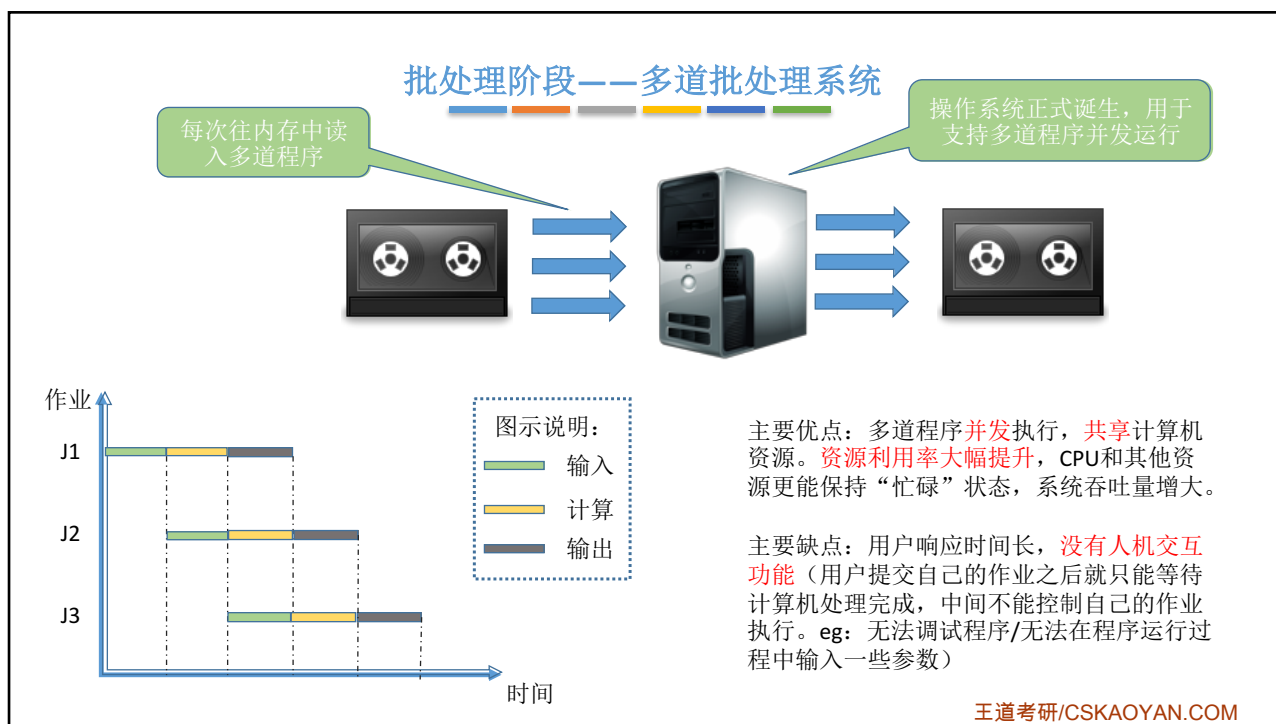 批处理阶段——多道批处理系统
每次往内存中读
入多道程序
操作系统正式诞生，用于
支持多道程序并发运行
作业
J1
J2
J3
时间
图示说明：
输入
计算
输出
主要优点：多道程序并发执行，共享计算机
资源。资源利用率大幅提升，CPU和其他资
源更能保持“忙碌”状态，系统吞吐量增大。
主要缺点：用户响应时间长，没有人机交互
功能（用户提交自己的作业之后就只能等待
计算机处理完成，中间不能控制自己的作业
执行。eg：无法调试程序/无法在程序运行过
程中输入一些参数）
王道考研/CSKAOYAN.COM